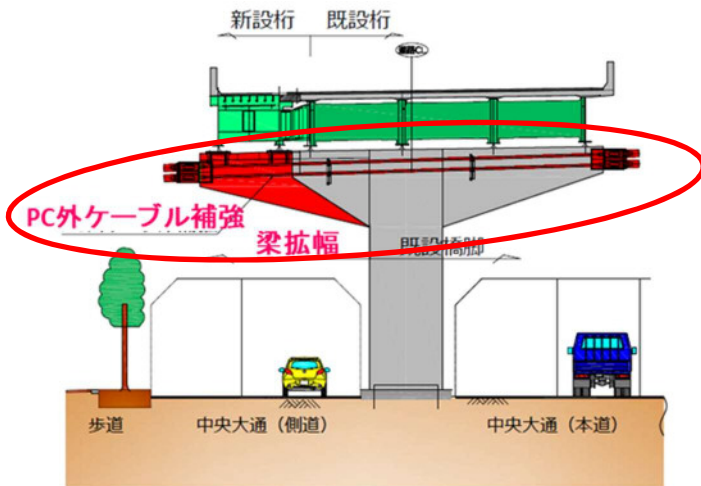 新設桁 既設桁
PC外ケーブル補強
梁拡幅
既設橋脚
歩道
中央大通（側道）
中央大通（本道）